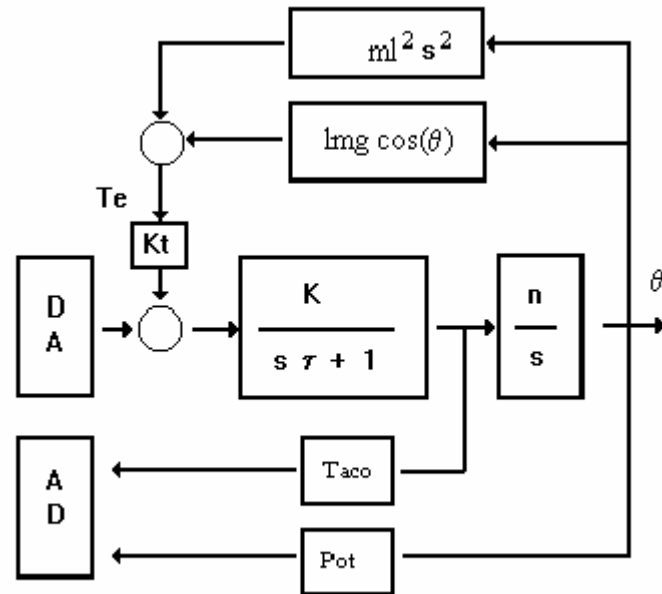 ml² s²
lmg cos(θ)
Te
Kt
D
A
K
s τ + 1
n
s
θ
Taco
A
D
Pot